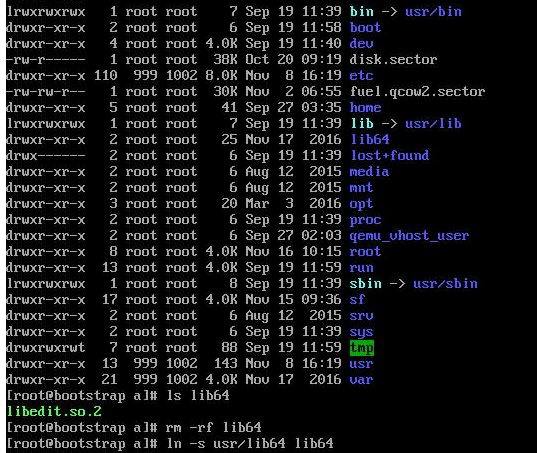 lrwxrwxrwx   1 root root    7 Sep 19 11:39 bin -> usr/bin
drwxr-xr-x   2 root root    6 Sep 19 11:58 boot
drwxr-xr-x   4 root root 4.0K Sep 19 11:40 dev
-rw-r-----   1 root root  38K Oct 20 09:19 disk.sector
drwxr-xr-x 110  999 1002 8.0K Nov  8 16:19 etc
-rw-rw-r--   1 root root  30K Nov  2 06:55 fuel.qcow2.sector
drwxr-xr-x   5 root root   41 Sep 27 03:35 home
lrwxrwxrwx   1 root root    7 Sep 19 11:39 lib -> usr/lib
drwxr-xr-x   2 root root   25 Nov 17  2016 lib64
drwx------   2 root root    6 Sep 19 11:39 lost+found
drwxr-xr-x   2 root root    6 Aug 12  2015 media
drwxr-xr-x   2 root root    6 Aug 12  2015 mnt
drwxr-xr-x   3 root root   20 Mar  3  2016 opt
drwxr-xr-x   2 root root    6 Sep 19 11:39 proc
drwxr-xr-x   2 root root    6 Sep 27 02:03 qemu_vhost_user
drwxr-xr-x   8 root root 4.0K Nov 16 10:15 root
drwxr-xr-x  13 root root 4.0K Sep 19 11:59 run
lrwxrwxrwx   1 root root    8 Sep 19 11:39 sbin -> usr/sbin
drwxr-xr-x  17 root root 4.0K Nov 15 09:36 sf
drwxr-xr-x   2 root root    6 Aug 12  2015 srv
drwxr-xr-x   2 root root    6 Sep 19 11:39 sys
drwxrwxrwt   7 root root   88 Sep 19 11:59 tmp
drwxr-xr-x  13  999 1002  143 Nov  8 16:19 usr
drwxr-xr-x  21  999 1002 4.0K Nov 17  2016 var
[root@bootstrap a]# ls lib64
libedit.so.2
[root@bootstrap a]# rm -rf lib64
[root@bootstrap a]# ln -s usr/lib64 lib64